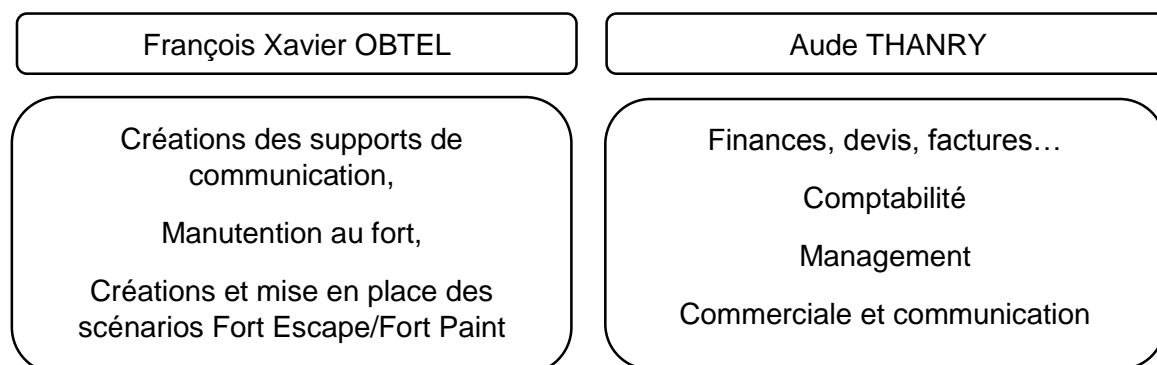 François Xavier OBTEL
Créations des supports de
communication,
Manutention au fort,
Créations et mise en place des
scénarios Fort Escape/Fort Paint
Aude THANRY
Finances, devis, factures…
Comptabilité
Management
Commerciale et communication